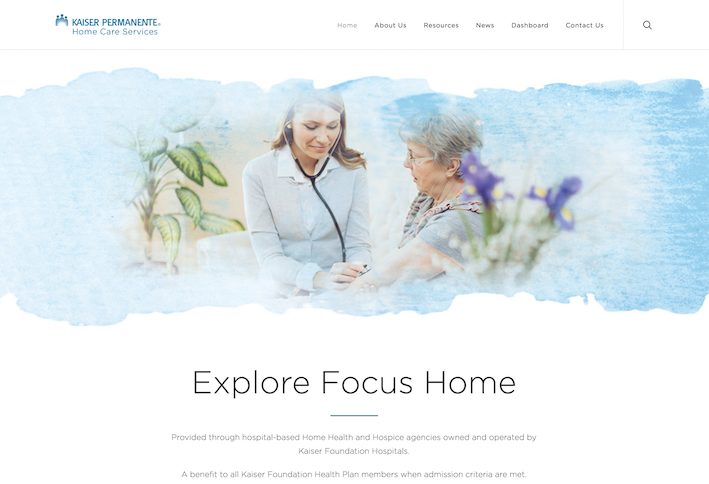 KAISER PERMANENTE®
Home Care Services
Home About Us Resources News Dashboard Contact Us
Explore Focus Home
Provided through hospital-based Home Health and Hospice agencies owned and operated by
Kaiser Foundation Hospitals.
A benefit to all Kaiser Foundation Health Plan members when admission criteria are met.